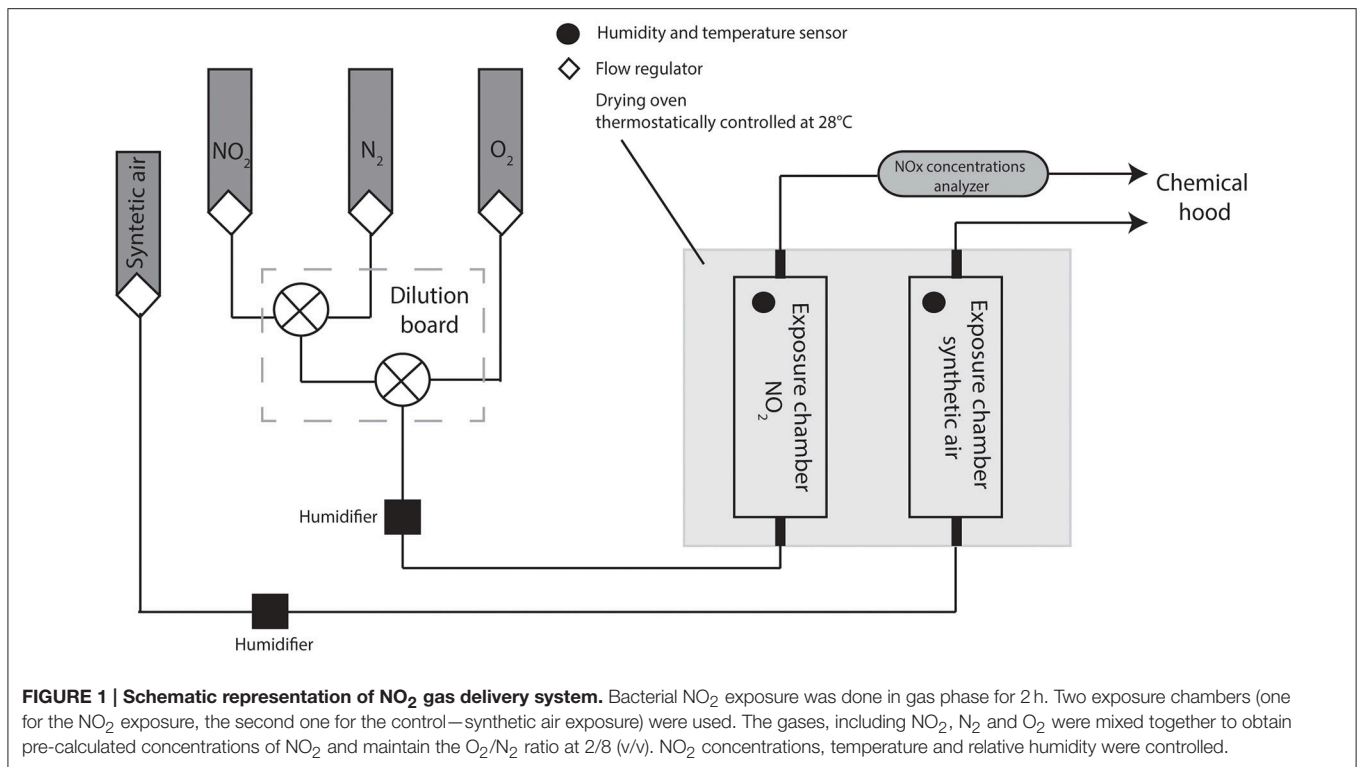 Humidity and temperature sensor
Flow regulator
Drying oven
thermostatically controlled at 28°C
NO2
N2
O2
Syntetic air
NOx concentrations
analyzer
Chemical
hood
Dilution
board
Exposure chamber
NO2
Exposure chamber
synthetic air
Humidifier
Humidifier
FIGURE 1 | Schematic representation of NO2 gas delivery system. Bacterial NO2 exposure was done in gas phase for 2 h. Two exposure chambers (one
for the NO2 exposure, the second one for the control—synthetic air exposure) were used. The gases, including NO2, N2 and O2 were mixed together to obtain
pre-calculated concentrations of NO2 and maintain the O2/N2 ratio at 2/8 (v/v). NO2 concentrations, temperature and relative humidity were controlled.